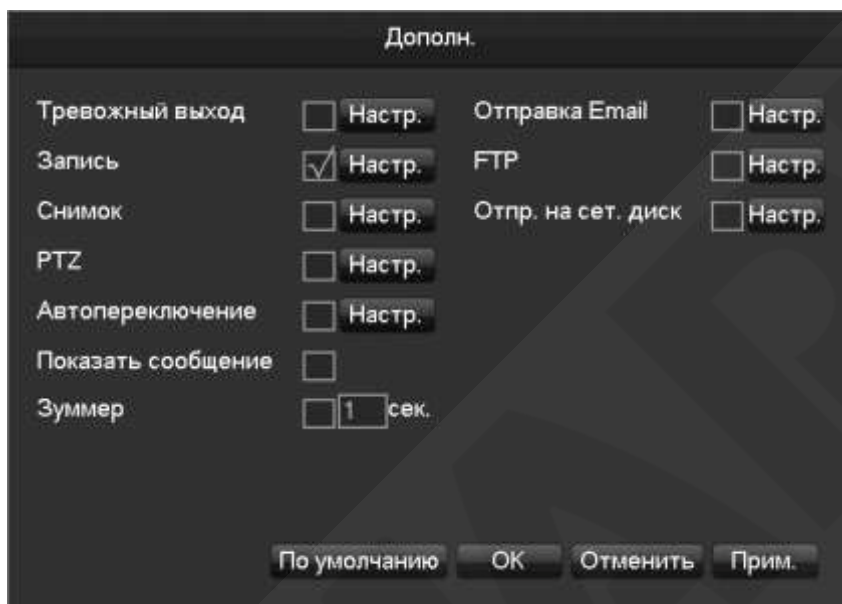 Дополн.
Тревожный выход Настр. Отправка Email Настр.
Запись Настр. FTP Настр.
Снимок Настр. Отпр. на сет. диск Настр.
PTZ Настр.
Автопереключение Настр.
Показать сообщение
Зуммер 1 сек.
По умолчанию OK Отменить Прим.